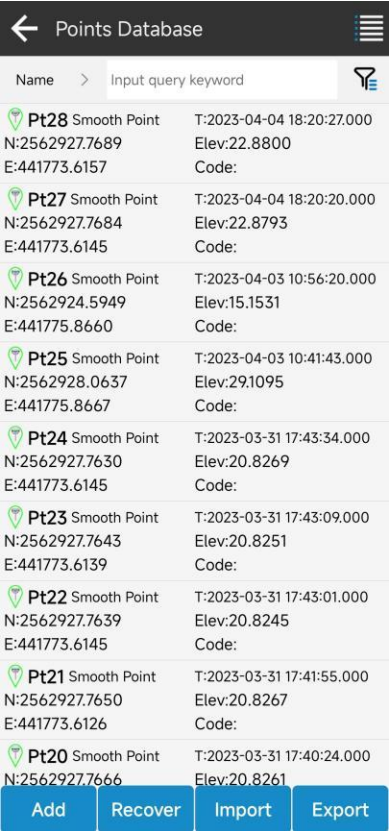 Points Database
Name > Input query keyword
Pt28 Smooth Point T:2023-04-04 18:20:27.000
N:2562927.7689 Elev:22.8800
E:441773.6157 Code:
Pt27 Smooth Point T:2023-04-04 18:20:20.000
N:2562927.7684 Elev:22.8793
E:441773.6145 Code:
Pt26 Smooth Point T:2023-04-03 10:56:20.000
N:2562924.5949 Elev:15.1531
E:441775.8660 Code:
Pt25 Smooth Point T:2023-04-03 10:41:43.000
N:2562928.0637 Elev:29.1095
E:441775.8667 Code:
Pt24 Smooth Point T:2023-03-31 17:43:34.000
N:2562927.7630 Elev:20.8269
E:441773.6145 Code:
Pt23 Smooth Point T:2023-03-31 17:43:09.000
N:2562927.7643 Elev:20.8251
E:441773.6139 Code:
Pt22 Smooth Point T:2023-03-31 17:43:01.000
N:2562927.7639 Elev:20.8245
E:441773.6145 Code:
Pt21 Smooth Point T:2023-03-31 17:41:55.000
N:2562927.7650 Elev:20.8267
E:441773.6126 Code:
Pt20 Smooth Point T:2023-03-31 17:40:24.000
N:2562927.7666 Elev:20.8261
Add Recover Import Export